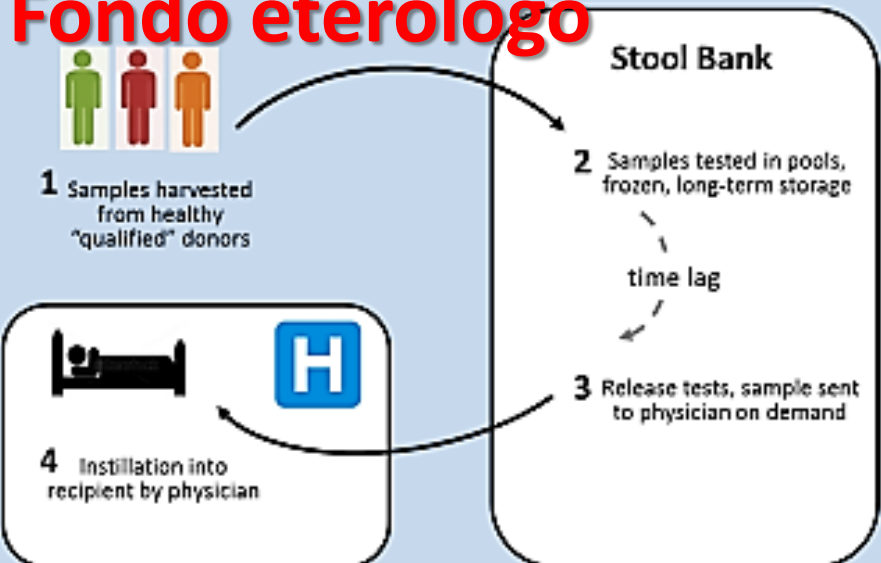 Fondo eterologo
1 Samples harvested
from healthy
"qualified" donors
Stool Bank
2 Samples tested in pools,
frozen, long-term storage
time lag
3 Release tests, sample sent
to physician on demand
H
4 Instillation into
recipient by physician